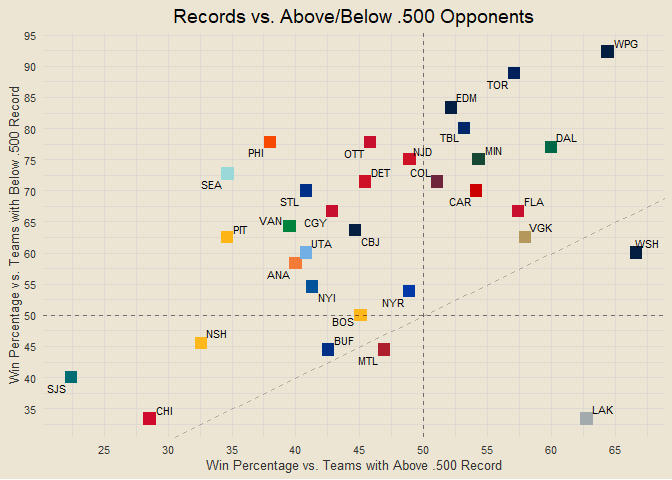 Records vs. Above/Below .500 Opponents
Win Percentage vs. Teams with Below .500 Record
95
90
85
80
75
70
65
60
55
50
45
40
35
WPG
TOR
EDM
TBL
DAL
PHI
OTT
NJD
MIN
SEA
DET
COL
STL
CAR
VAN
CGY
FLA
PIT
UTA
CBJ
VGK
WSH
ANA
NYI
NYR
BOS
NSH
BUF
MTL
SJS
CHI
LAK
25
30
35
40
45
50
55
60
65
Win Percentage vs. Teams with Above .500 Record